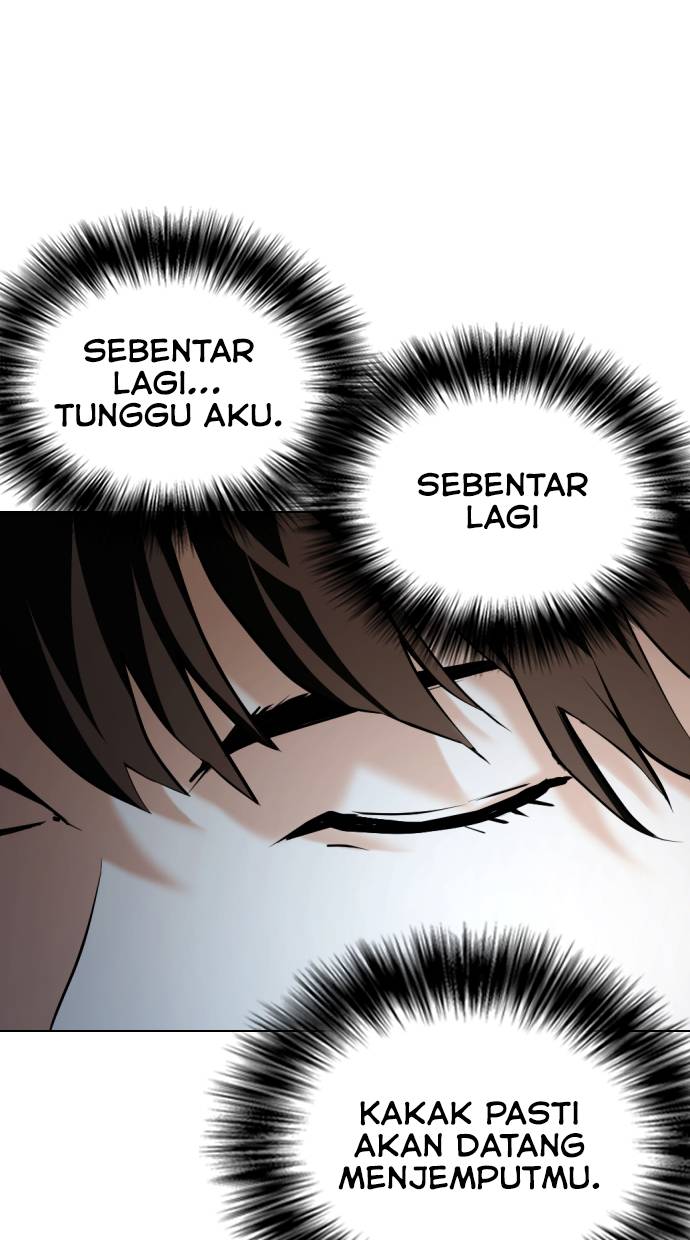 SEBENTAR
LAGI...
TUNGGU AKU.
SEBENTAR
LAGI
KAKAK PASTI
AKAN DATANG
MENJEMPUTMU.